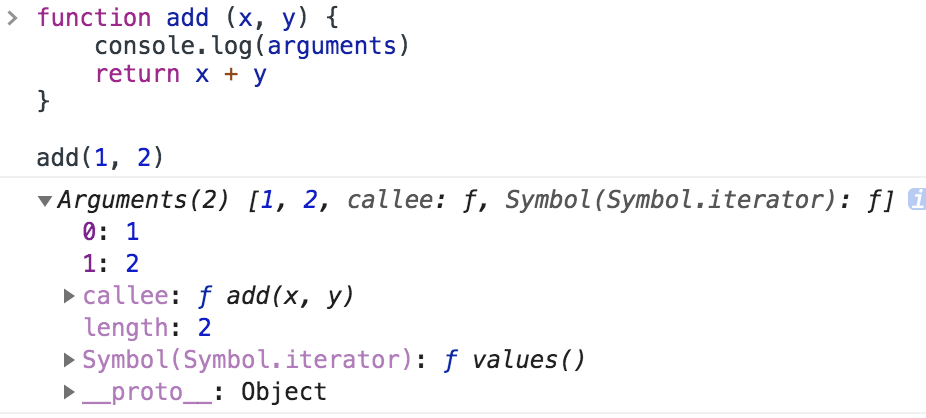 > function add (x, y) {
console.log(arguments)
return x + y
}
add(1, 2)
▼Arguments(2) [1, 2, callee: ƒ, Symbol(Symbol.iterator): ƒ] i
0: 1
1: 2
▶callee: ƒ add(x, y)
length: 2
▶Symbol(Symbol.iterator): ƒ values()
▶__proto__: Object